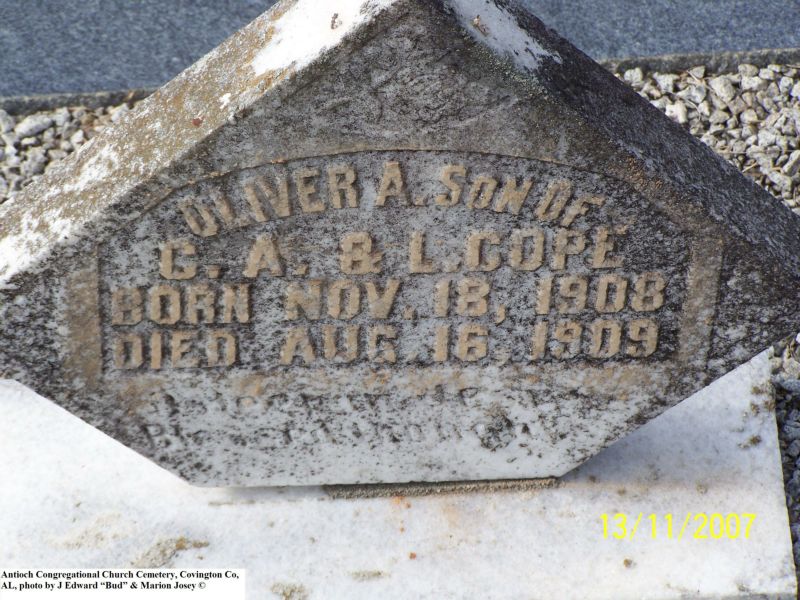 OLIVER A. SON OF
C. A. & L. COPE
BORN NOV. 18, 1908
DIED AUG. 16, 1909
13/11/2007
Antioch Congregational Church Cemetery, Covington Co,
AL, photo by J Edward “Bud” & Marion Josey ©